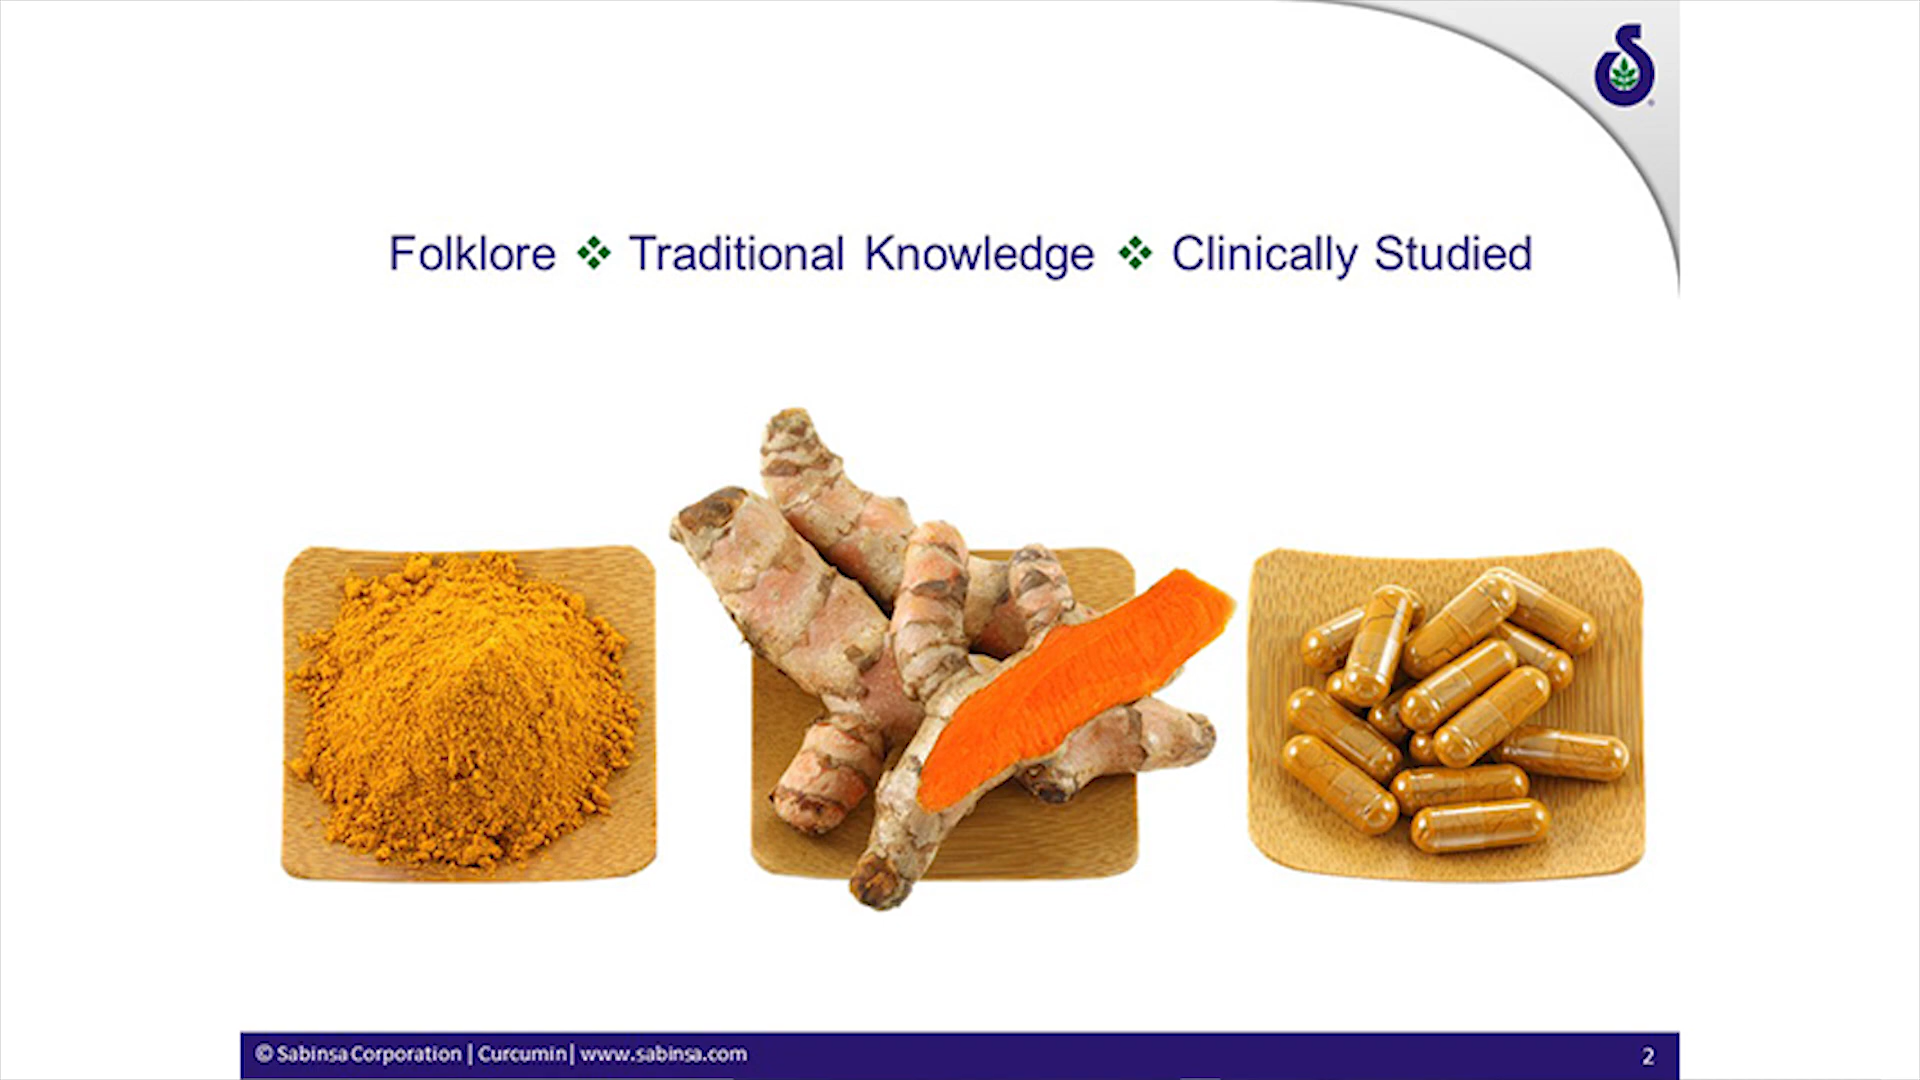 Folklore ❖ Traditional Knowledge ❖ Clinically Studied
© Sabinsa Corporation | Curcumin| www.sabinsa.com
2